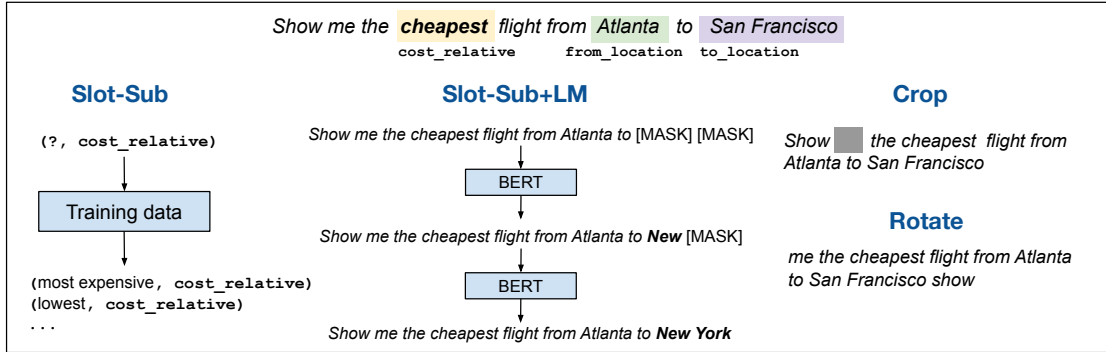 Show me the cheapest flight from Atlanta to San Francisco
cost_relative from_location to_location
Slot-Sub
(?, cost_relative)
Training data
(most expensive, cost_relative)
(lowest, cost_relative)
...
Slot-Sub+LM
Show me the cheapest flight from Atlanta to [MASK] [MASK]
BERT
Show me the cheapest flight from Atlanta to New [MASK]
BERT
Show me the cheapest flight from Atlanta to New York
Crop
Show the cheapest flight from
Atlanta to San Francisco
Rotate
me the cheapest flight from Atlanta
to San Francisco show